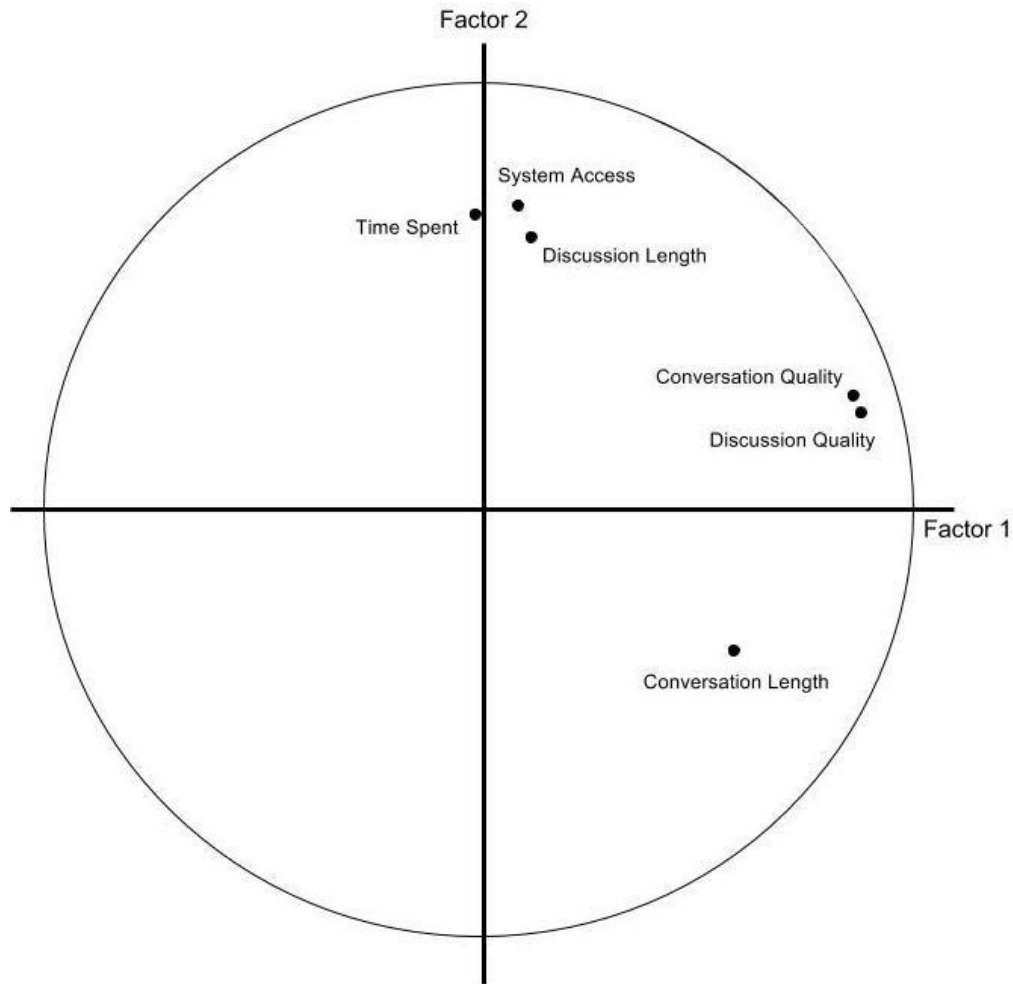 Factor 2
System Access
Time Spent
Discussion Length
Conversation Quality
Discussion Quality
Factor 1
Conversation Length